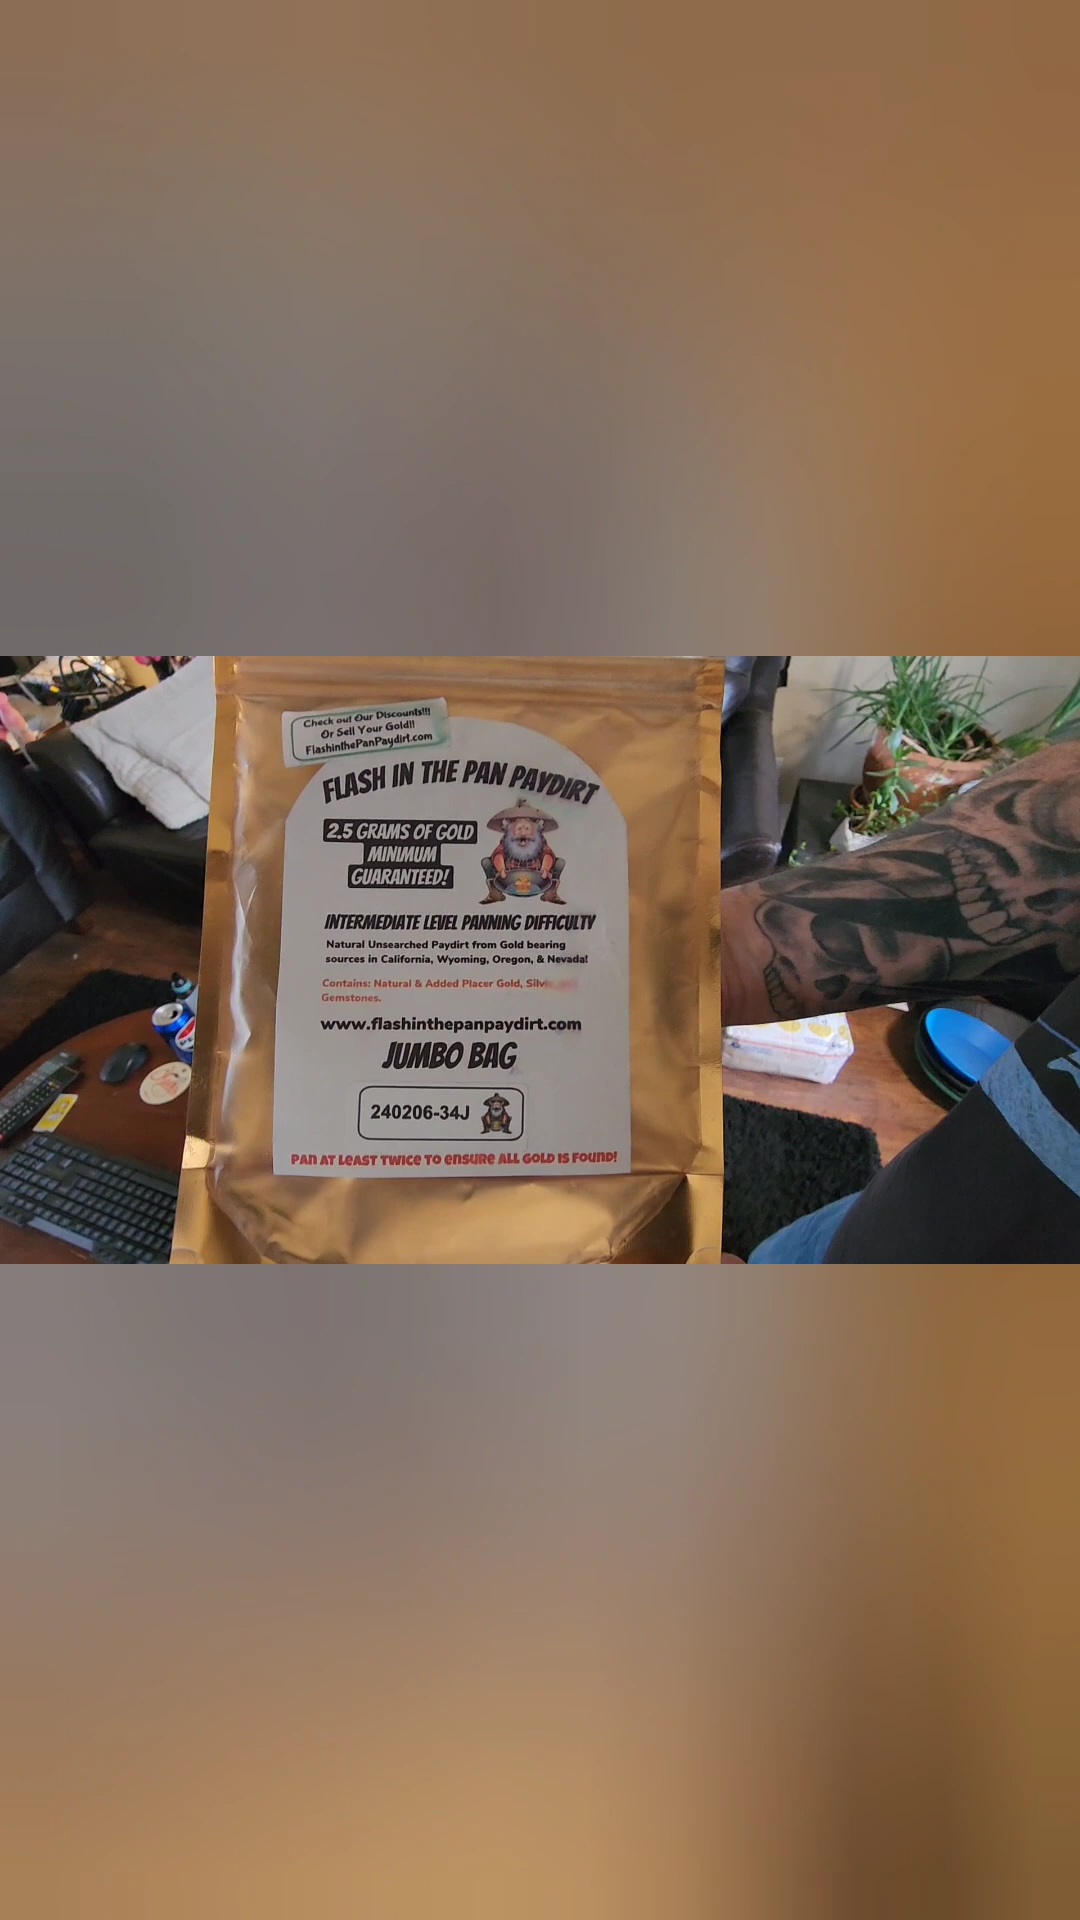 Check out Our Discounts!!!
Or Sell Your Gold!!
FlashinthePanPaydirt.com
FLASH IN THE PAN PAYDIRT
2.5 GRAMS OF GOLD
MINIMUM
GUARANTEED!
INTERMEDIATE LEVEL PANNING DIFFICULTY
Natural Unsearched Paydirt from Gold bearing
sources in California, Wyoming, Oregon, & Nevada!
Contains: Natural & Added Placer Gold,
Gemstones.
www.flashinthepanpaydirt.com
JUMBO BAG
240206-34J
PAN AT LEAST TWICE TO ENSURE ALL GOLD IS FOUND!